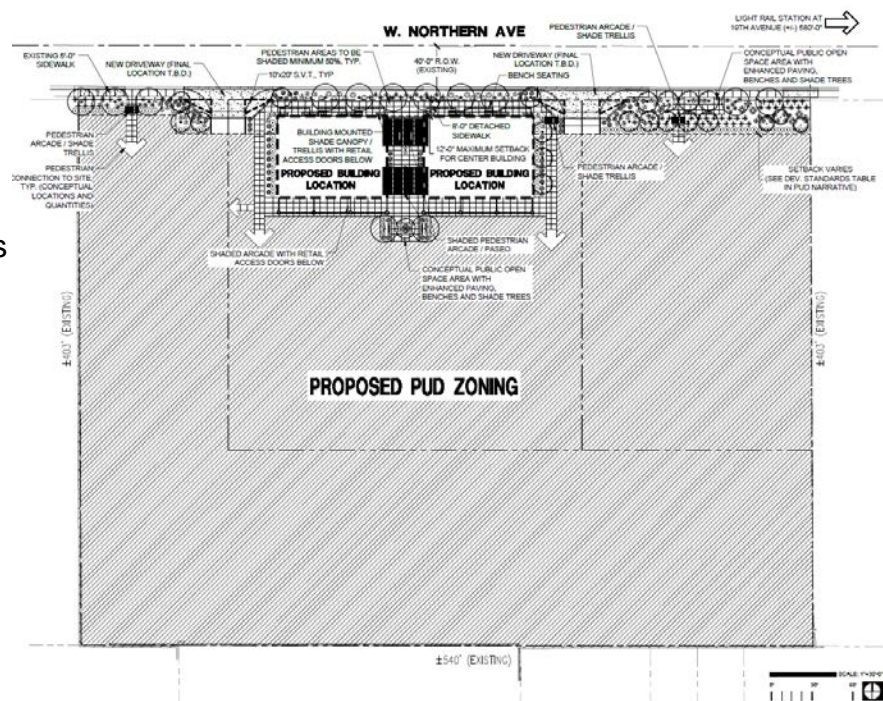 W. NORTHERN AVE
PEDESTRIAN ARCADE /
SHADE TRELLIS
LIGHT RAIL STATION AT
19TH AVENUE (+/-) 680'-0"
EXISTING 6'-0"
SIDEWALK
NEW DRIVEWAY (FINAL
LOCATION T.B.D.)
PEDESTRIAN AREAS TO BE
SHADED MINIMUM 50%, TYP.
10'x20' S.V.T., TYP
40'-0" R.O.W.
(EXISTING)
NEW DRIVEWAY (FINAL
LOCATION T.B.D.)
BENCH SEATING
CONCEPTUAL PUBLIC OPEN
SPACE AREA WITH
ENHANCED PAVING,
BENCHES AND SHADE TREES
PEDESTRIAN
ARCADE / SHADE
TRELLIS
PEDESTRIAN
CONNECTION TO SITE
TYP. (CONCEPTUAL
LOCATIONS AND
QUANTITIES)
BUILDING MOUNTED
SHADE CANOPY /
TRELLIS WITH RETAIL
ACCESS DOORS BELOW
PROPOSED BUILDING
LOCATION
8'-0" DETACHED
SIDEWALK
12'-0" MAXIMUM SETBACK
FOR CENTER BUILDING
PROPOSED BUILDING
LOCATION
PEDESTRIAN ARCADE /
SHADE TRELLIS
SETBACK VARIES
(SEE DEV. STANDARDS TABLE
IN PUD NARRATIVE)
s
SHADED ARCADE WITH RETAIL
ACCESS DOORS BELOW
SHADED PEDESTRIAN
ARCADE / PASEO
CONCEPTUAL PUBLIC OPEN
SPACE AREA WITH
ENHANCED PAVING,
BENCHES AND SHADE TREES
±403' (EXISTING)
±403' (EXISTING)
PROPOSED PUD ZONING
±540' (EXISTING)